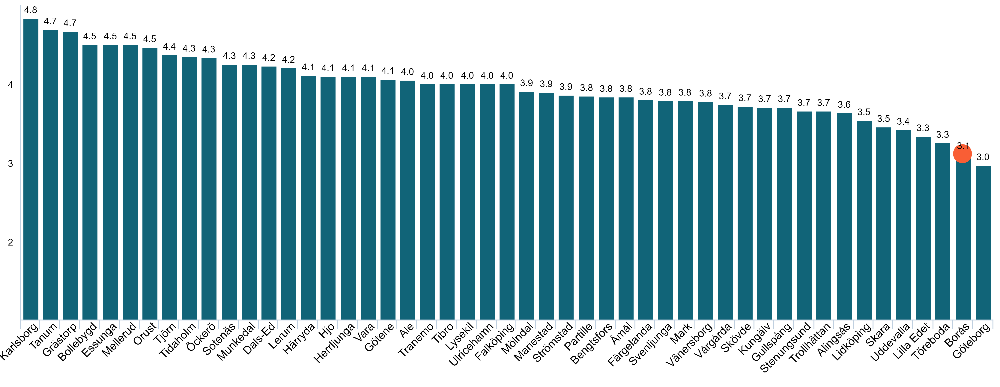 4.8 4.7 4.7 4.5 4.5 4.5 4.5 4.4 4.3 4.3 4.3 4.3 4.2 4.2 4.1 4.1 4.1 4.1 4.1 4.0 4.0 4.0 4.0 4.0 4.0 3.9 3.9 3.9 3.8 3.8 3.8 3.8 3.8 3.8 3.8 3.7 3.7 3.7 3.7 3.7 3.7 3.6 3.5 3.5 3.4 3.3 3.3 3.1 3.0
4
3
2
Karlsborg
Tanum
Grästorp
Bollebygd
Essunga
Mellerud
Orust
Tjörn
Tidaholm
Öckerö
Sotenäs
Munkedal
Dals-Ed
Lerum
Härryda
Hjo
Herrljunga
Vara
Götene
Ale
Tranemo
Tibro
Lysekil
Ulricehamn
Falköping
Mölndal
Mariestad
Strömstad
Partille
Bengtsfors
Åmål
Färgelanda
Svenljunga
Mark
Vänersborg
Vårgårda
Skövde
Kungälv
Gullspång
Stenungsund
Trollhättan
Alingsås
Lidköping
Skara
Uddevalla
Lilla Edet
Töreboda
Borås
Göteborg